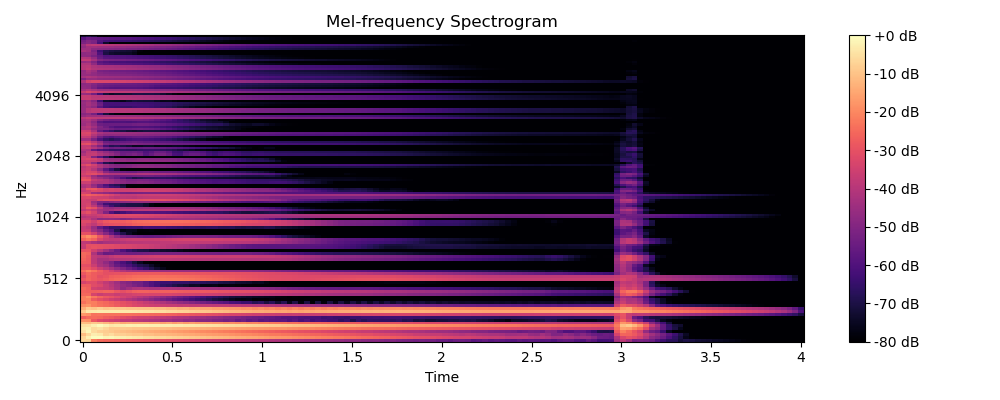 Mel-frequency Spectrogram
Hz
4096
2048
1024
512
0
0
0.5
1
1.5
2
2.5
3
3.5
4
Time
+0 dB
-10 dB
-20 dB
-30 dB
-40 dB
-50 dB
-60 dB
-70 dB
-80 dB